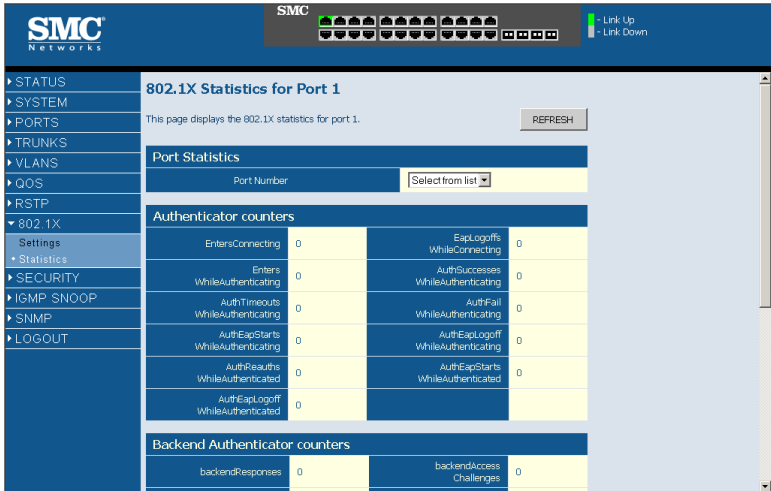 SMC
SMC
Networks
- Link Up
- Link Down
STATUS
SYSTEM
PORTS
TRUNKS
VLANS
QOS
RSTP
802.1X
Settings
Statistics
SECURITY
IGMP SNOOP
SNMP
LOGOUT
802.1X Statistics for Port 1
This page displays the 802.1X statistics for port 1.
REFRESH
Port Statistics
Port Number
Select from list
Authenticator counters
EntersConnecting 0
EapLogoffs
WhileConnecting 0
Enters
WhileAuthenticating 0
AuthSuccesses
WhileAuthenticating 0
AuthTimeouts
WhileAuthenticating 0
AuthFail
WhileAuthenticating 0
AuthEapStarts
WhileAuthenticating 0
AuthEapLogoff
WhileAuthenticating 0
AuthReauths
WhileAuthenticated 0
AuthEapStarts
WhileAuthenticated 0
AuthEapLogoff
WhileAuthenticated 0
Backend Authenticator counters
backendResponses 0
backendAccess
Challenges 0